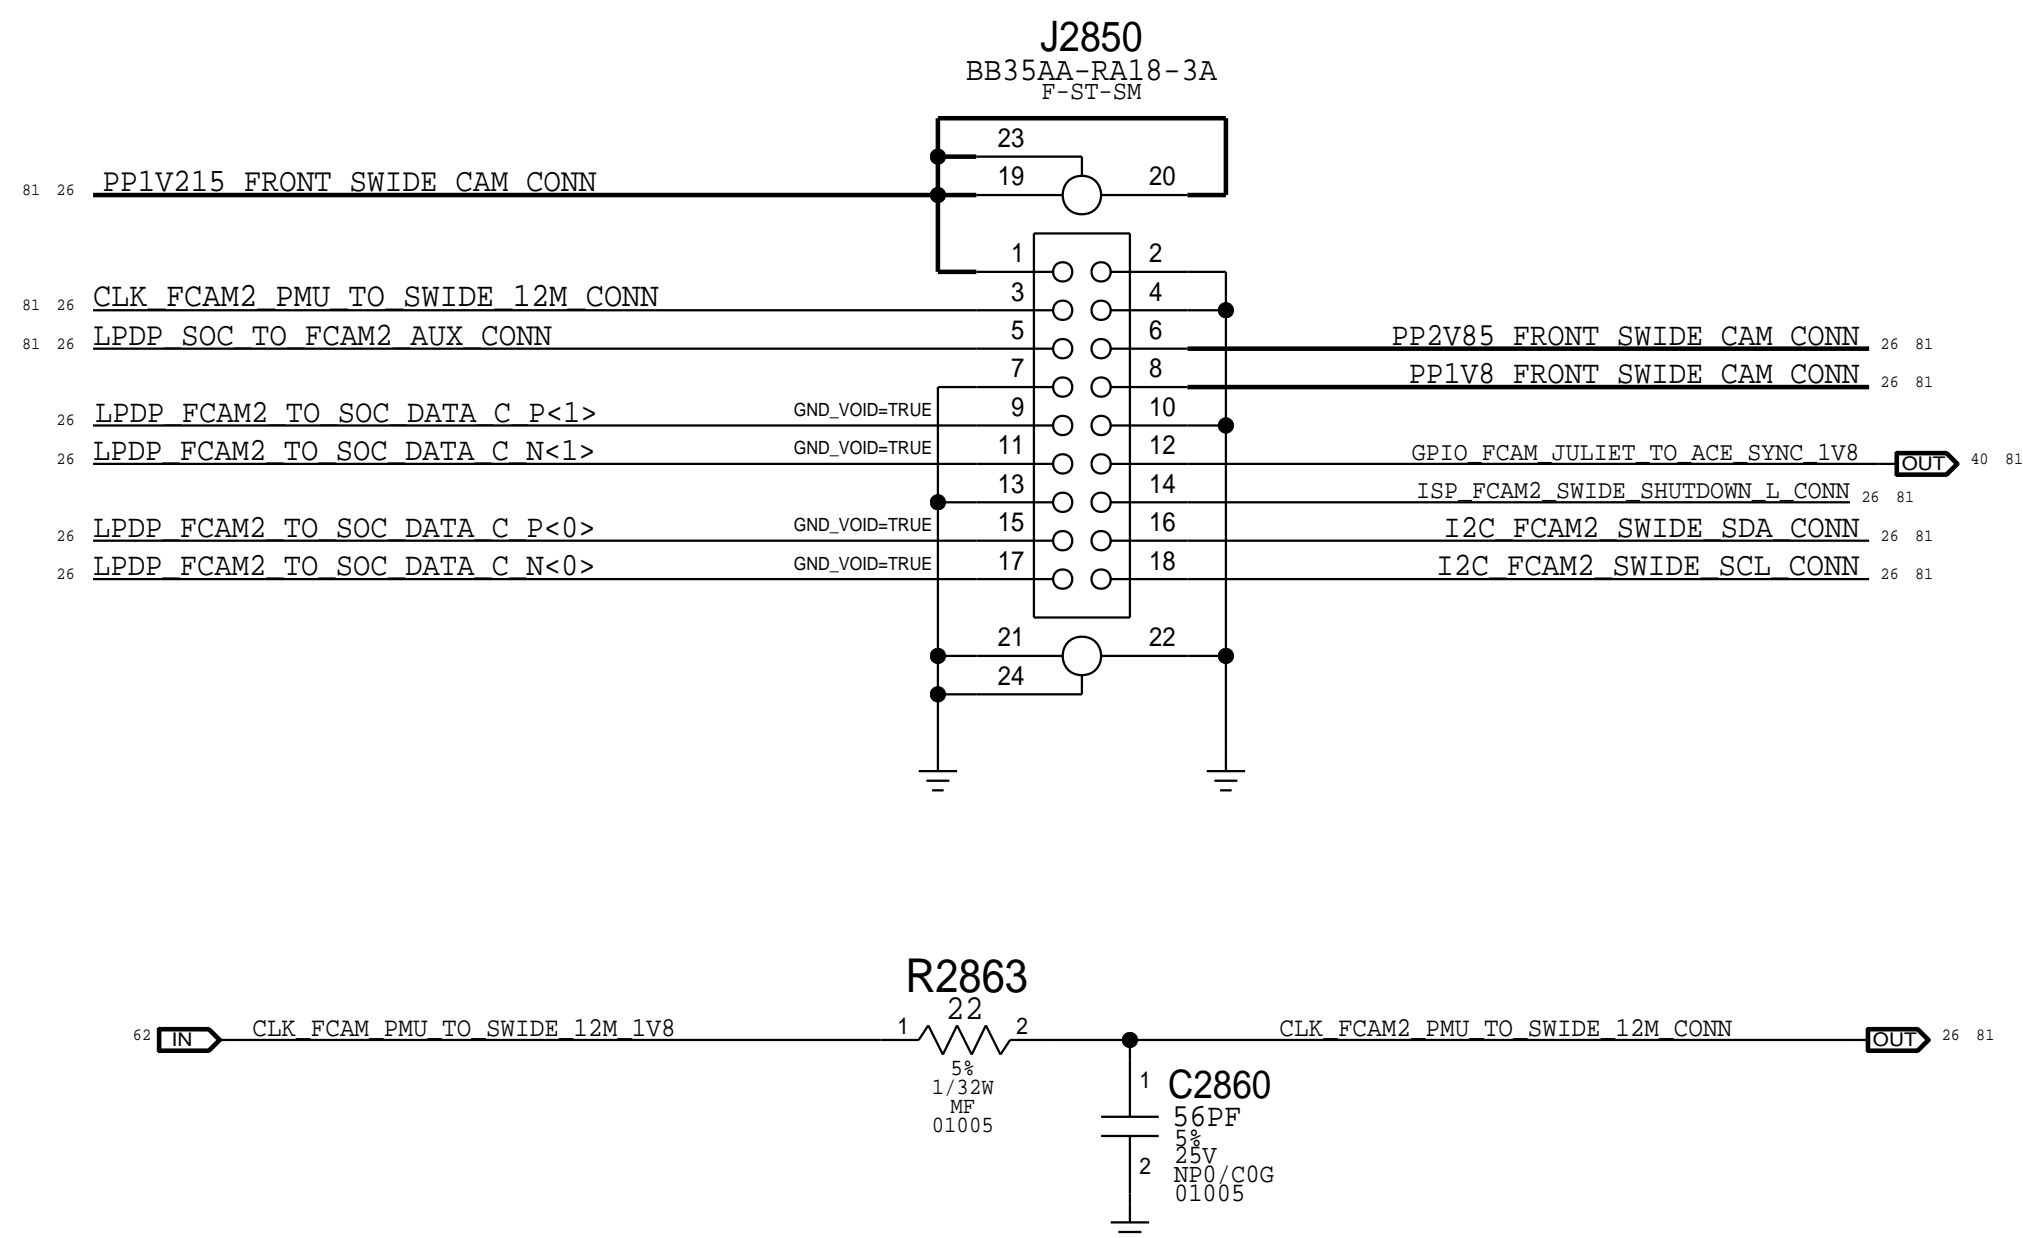 J2850
BB35AA-RA18-3A
F-ST-SM
23
81 26 PP1V215_FRONT_SWIDE_CAM_CONN 19 20
1 2
81 26 CLK_FCAM2_PMU_TO_SWIDE_12M_CONN 3 4
81 26 LPDP_SOC_TO_FCAM2_AUX_CONN 5 6 PP2V85_FRONT_SWIDE_CAM_CONN 26 81
7 8 PP1V8_FRONT_SWIDE_CAM_CONN 26 81
26 LPDP_FCAM2_TO_SOC_DATA_C_P<1> GND_VOID=TRUE 9 10
26 LPDP_FCAM2_TO_SOC_DATA_C_N<1> GND_VOID=TRUE 11 12 GPIO_FCAM_JULIET_TO_ACE_SYNC_1V8 OUT 40 81
13 14 ISP_FCAM2_SWIDE_SHUTDOWN_L_CONN 26 81
26 LPDP_FCAM2_TO_SOC_DATA_C_P<0> GND_VOID=TRUE 15 16 I2C_FCAM2_SWIDE_SDA_CONN 26 81
26 LPDP_FCAM2_TO_SOC_DATA_C_N<0> GND_VOID=TRUE 17 18 I2C_FCAM2_SWIDE_SCL_CONN 26 81
21 22
24
R2863
22
62 IN CLK_FCAM_PMU_TO_SWIDE_12M_1V8 1 2 CLK_FCAM2_PMU_TO_SWIDE_12M_CONN OUT 26 81
5%
1/32W
MF
01005
1 C2860
56PF
5%
25V
2 NP0/C0G
01005